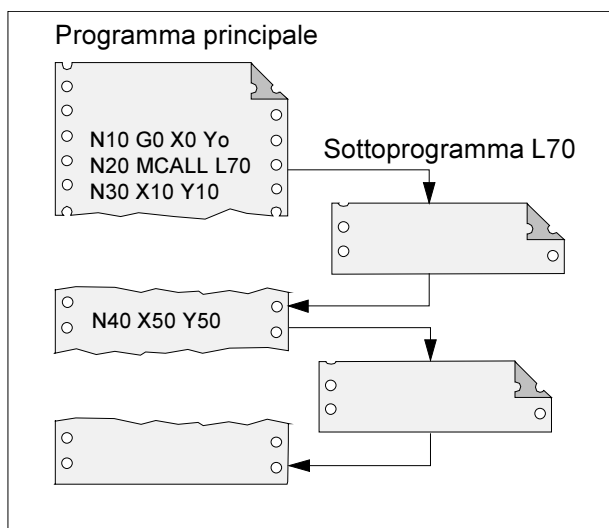 Programma principale
N10 G0 X0 Yo
N20 MCALL L70
N30 X10 Y10
Sottoprogramma L70
N40 X50 Y50